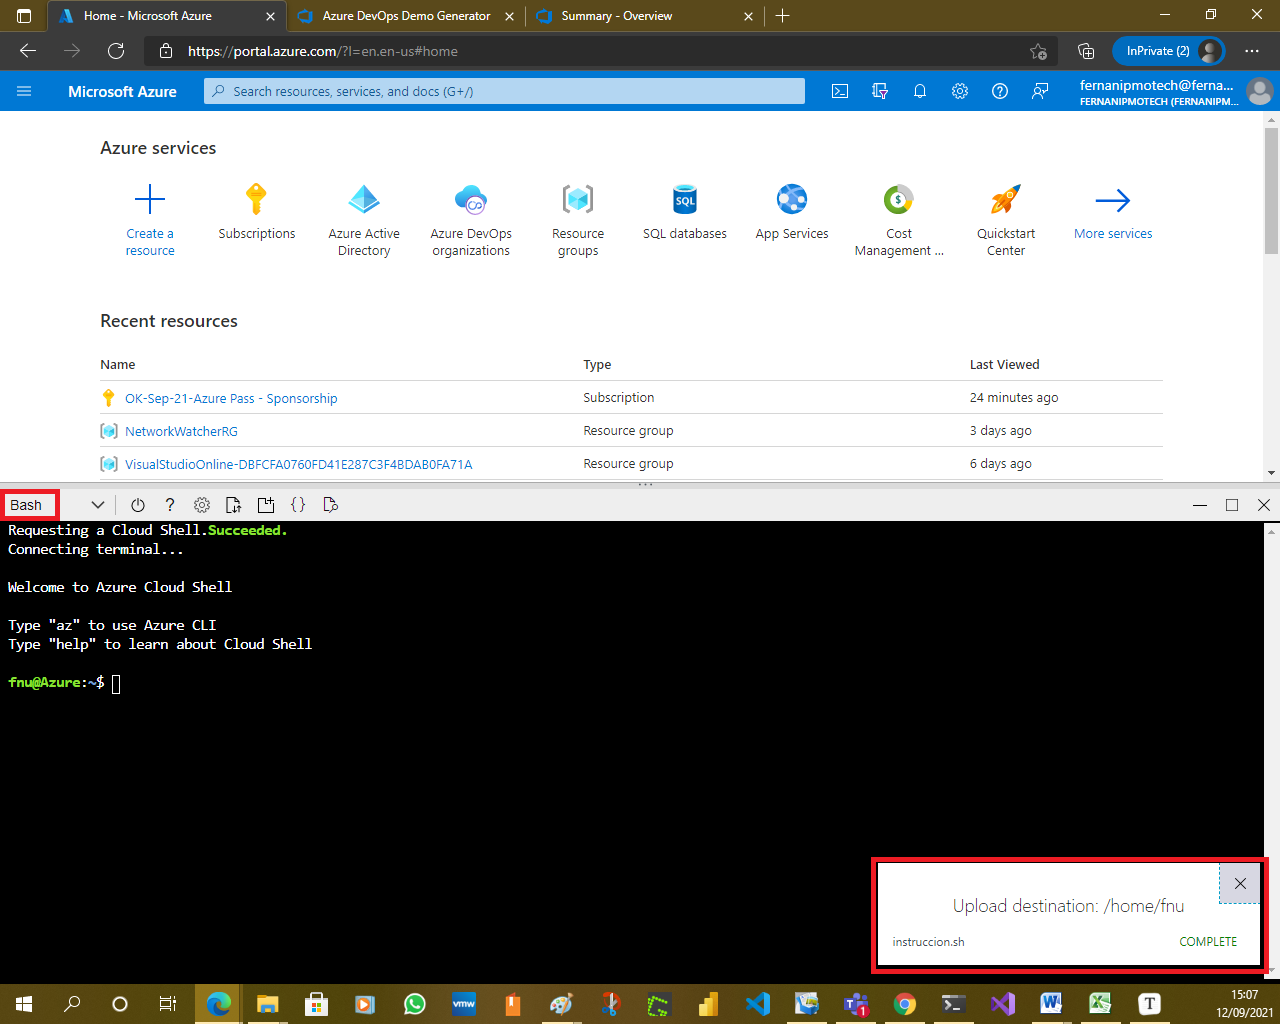 Home - Microsoft Azure
Azure DevOps Demo Generator
Summary - Overview
https://portal.azure.com/?l=en.en-us#home
InPrivate (2)
Microsoft Azure
Search resources, services, and docs (G+/)
fernanipmotech@ferna...
FERNANIPMOTECH (FERNANIPM...
Azure services
Create a resource
Subscriptions
Azure Active Directory
Azure DevOps organizations
Resource groups
SQL
SQL databases
App Services
Cost Management ...
Quickstart Center
More services
Recent resources
Name Type Last Viewed
OK-Sep-21-Azure Pass - Sponsorship Subscription 24 minutes ago
NetworkWatcherRG Resource group 3 days ago
VisualStudioOnline-DBFCFA0760FD41E287C3F4BDAB0FA71A Resource group 6 days ago
Bash
Requesting a Cloud Shell.Succeeded.
Connecting terminal...
Welcome to Azure Cloud Shell
Type "az" to use Azure CLI
Type "help" to learn about Cloud Shell
fnu@Azure:~$
Upload destination: /home/fnu
instruccion.sh COMPLETE
vmw
1
T
15:07
12/09/2021